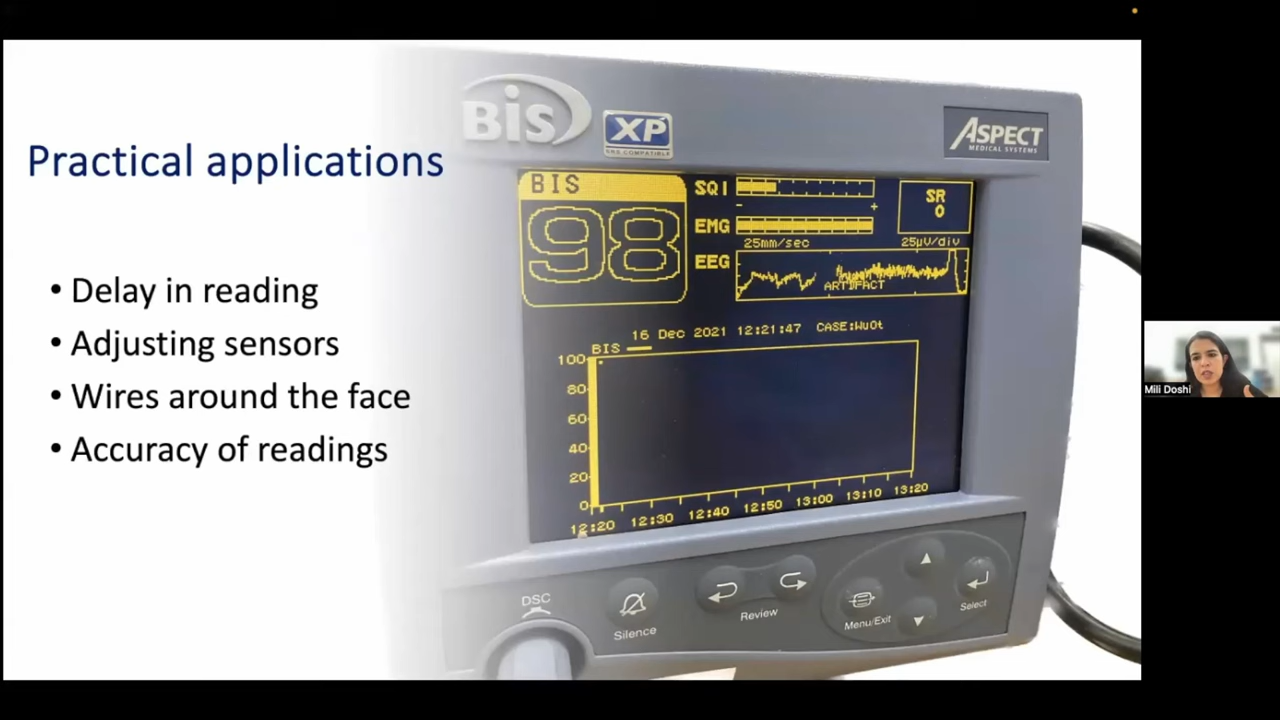 Practical applications
• Delay in reading
• Adjusting sensors
• Wires around the face
• Accuracy of readings
BIS
XP
SRS COMPATIBLE
ASPECT
MEDICAL SYSTEMS
BIS
98
SQI
- +
EMG
25mm/sec 25µV/div
EEG
ARTIFACT
SR
0
16 Dec 2021 12:21:47 CASE:WU0t
BIS
100
80
60
40
20
0
12:20 12:30 12:40 12:50 13:00 13:10 13:20
DSC
Silence
Review
Menu/Exit
Select
Mili Doshi